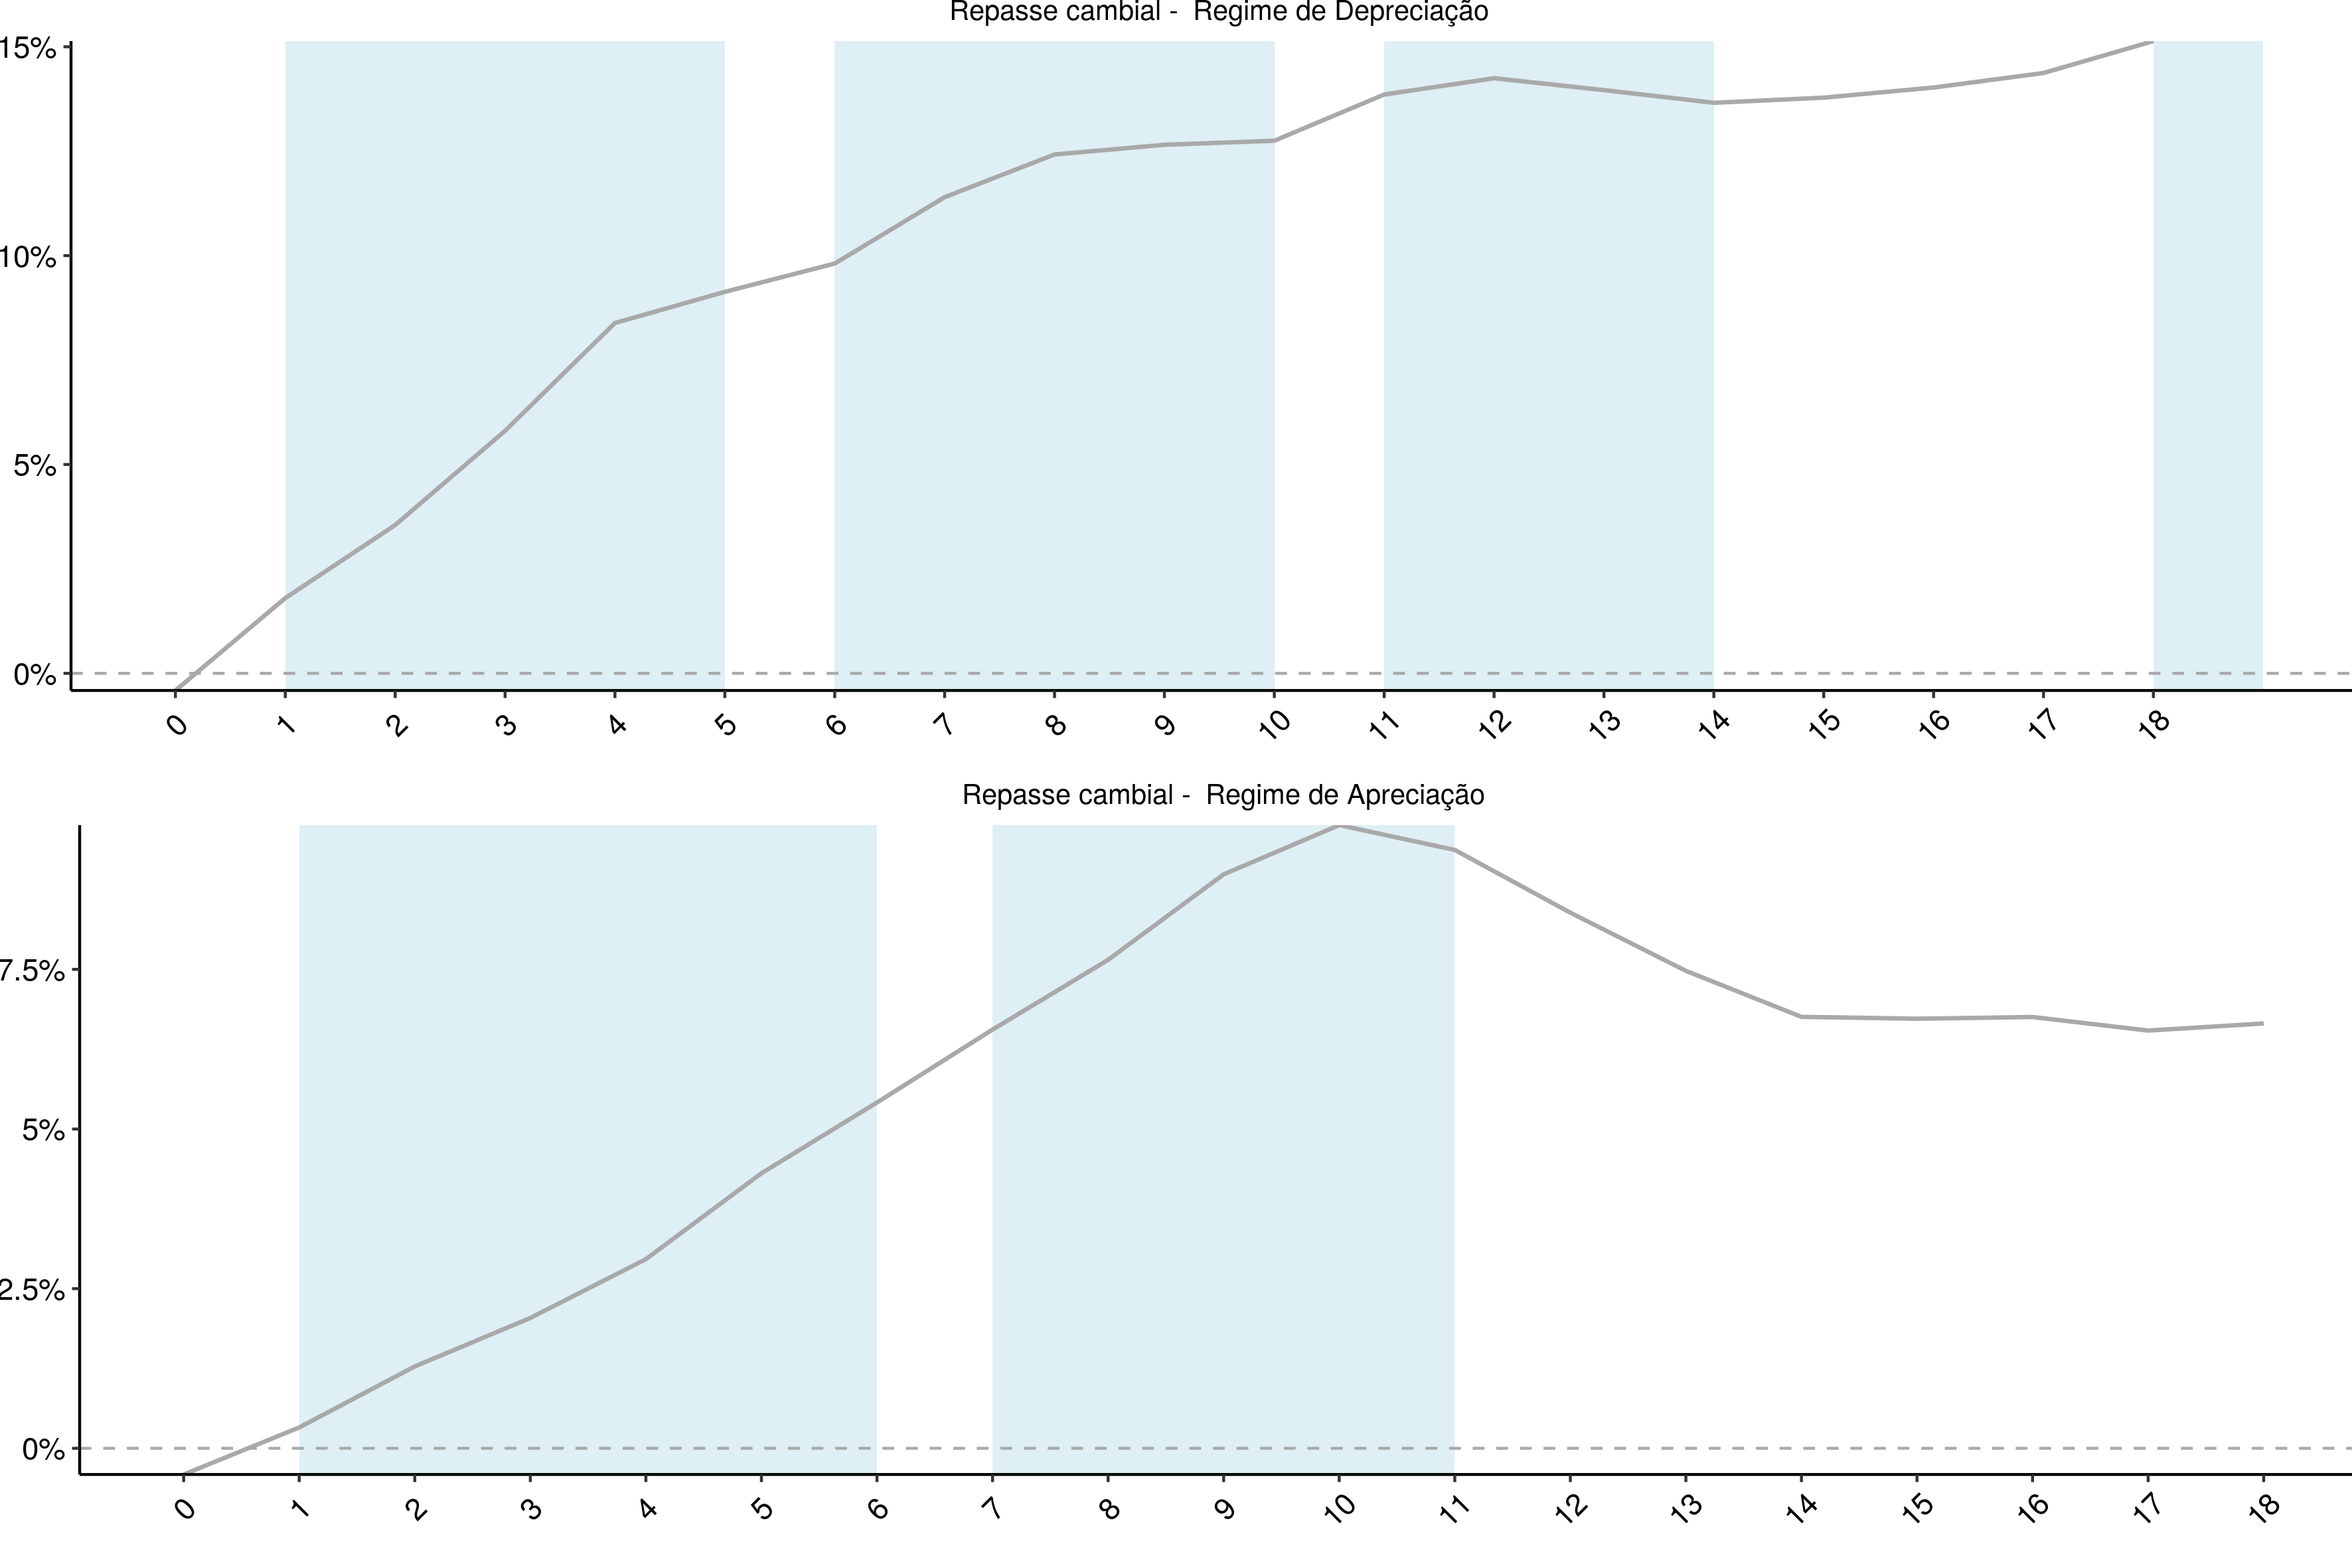 Repasse cambial -  Regime de Depreciação
15%
10%
5%
0%
0 1 2 3 4 5 6 7 8 9 10 11 12 13 14 15 16 17 18
Repasse cambial -  Regime de Apreciação
7.5%
5%
2.5%
0%
0 1 2 3 4 5 6 7 8 9 10 11 12 13 14 15 16 17 18